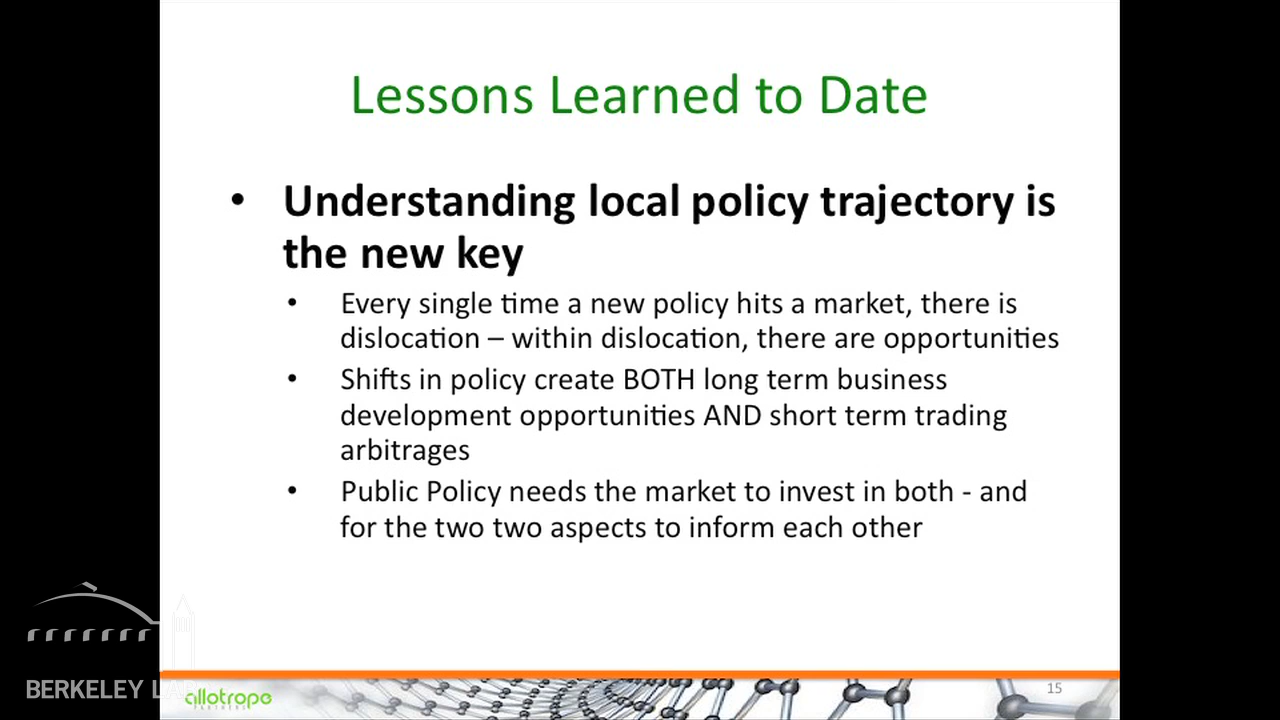 Lessons Learned to Date
• Understanding local policy trajectory is
the new key
• Every single time a new policy hits a market, there is
dislocation – within dislocation, there are opportunities
• Shifts in policy create BOTH long term business
development opportunities AND short term trading
arbitrages
• Public Policy needs the market to invest in both - and
for the two two aspects to inform each other
BERKELEY LAB
allotrope
PARTNERS
15